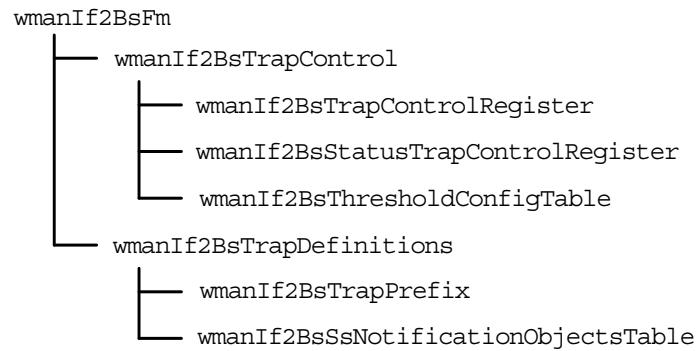 wmanIf2BsFm
wmanIf2BsTrapControl
wmanIf2BsTrapControlRegister
wmanIf2BsStatusTrapControlRegister
wmanIf2BsThresholdConfigTable
wmanIf2BsTrapDefinitions
wmanIf2BsTrapPrefix
wmanIf2BsSsNotificationObjectsTable